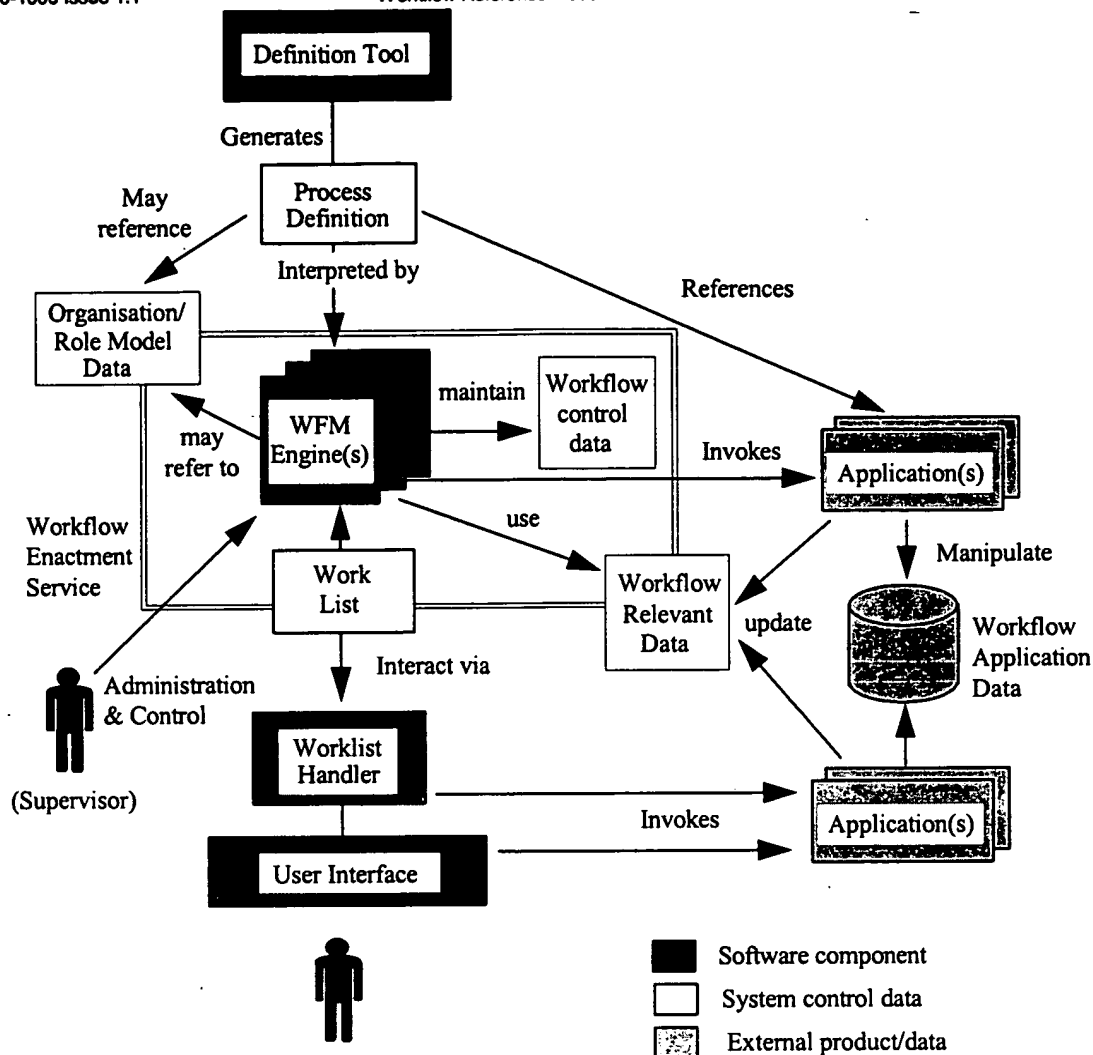 Definition Tool
Generates
Process
Definition
May
reference
Interpreted by
References
Organisation/
Role Model
Data
WFM
Engine(s)
maintain
Workflow
control
data
may
refer to
Invokes
Application(s)
use
Workflow
Enactment
Service
Work
List
Workflow
Relevant
Data
update
Manipulate
Workflow
Application
Data
Interact via
Administration
& Control
(Supervisor)
Worklist
Handler
Invokes
Application(s)
User Interface
Software component
System control data
External product/data